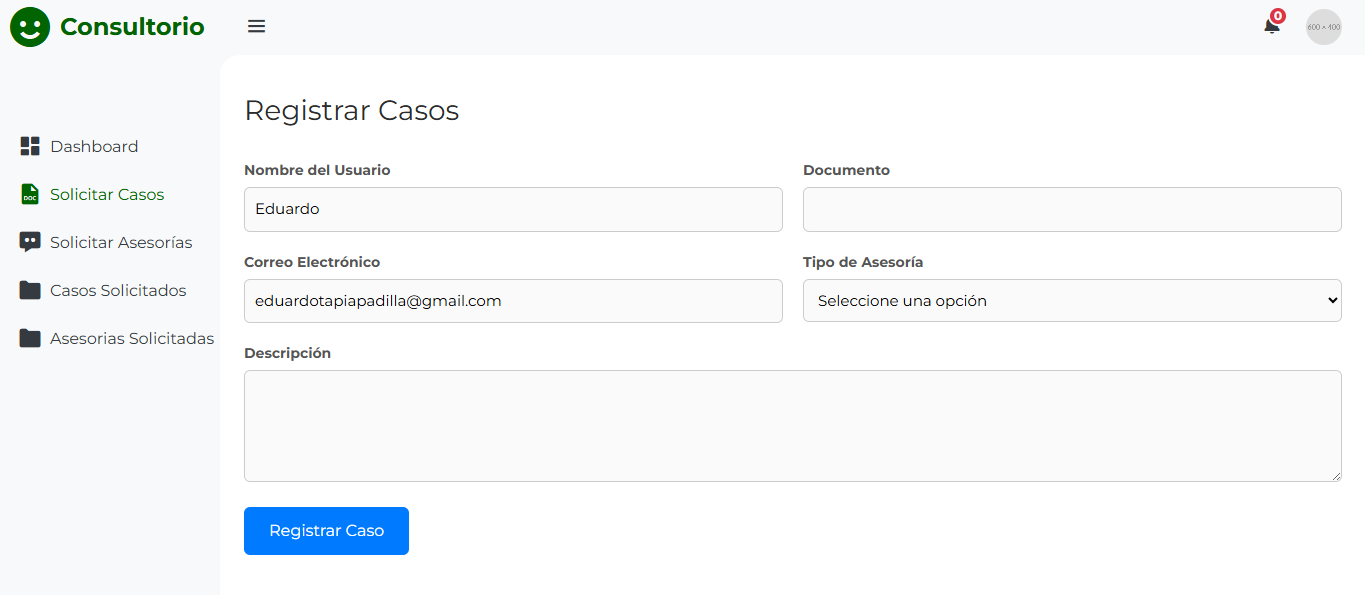 Consultorio
0
600 × 400
Dashboard
DOC
Solicitar Casos
Solicitar Asesorías
Casos Solicitados
Asesorias Solicitadas
Registrar Casos
Nombre del Usuario
Documento
Eduardo
Correo Electrónico
Tipo de Asesoría
eduardotapiapadilla@gmail.com
Seleccione una opción
Descripción
Registrar Caso